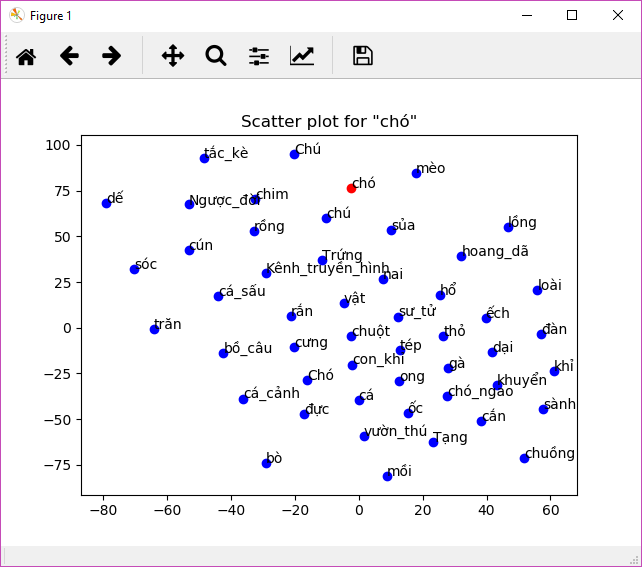 Figure 1
Scatter plot for "chó"
100
75
50
25
0
−25
−50
−75
−80
−60
−40
−20
0
20
40
60
tắc_kè
Chú
chó
mèo
dế
Ngược_đời
chim
chú
rồng
sủa
lồng
cún
Trứng
hoang_dã
sóc
Kênh_truyền_hình
nai
cá_sấu
vật
hổ
loài
trăn
rắn
sư_tử
ếch
chuột
thỏ
đàn
bồ_câu
cưng
tép
dại
con_khỉ
gà
khỉ
Chó
ong
khuyển
cá_cảnh
cá
chó_ngao
sành
đực
ốc
cắn
vườn_thú
Tạng
bò
chuồng
mồi